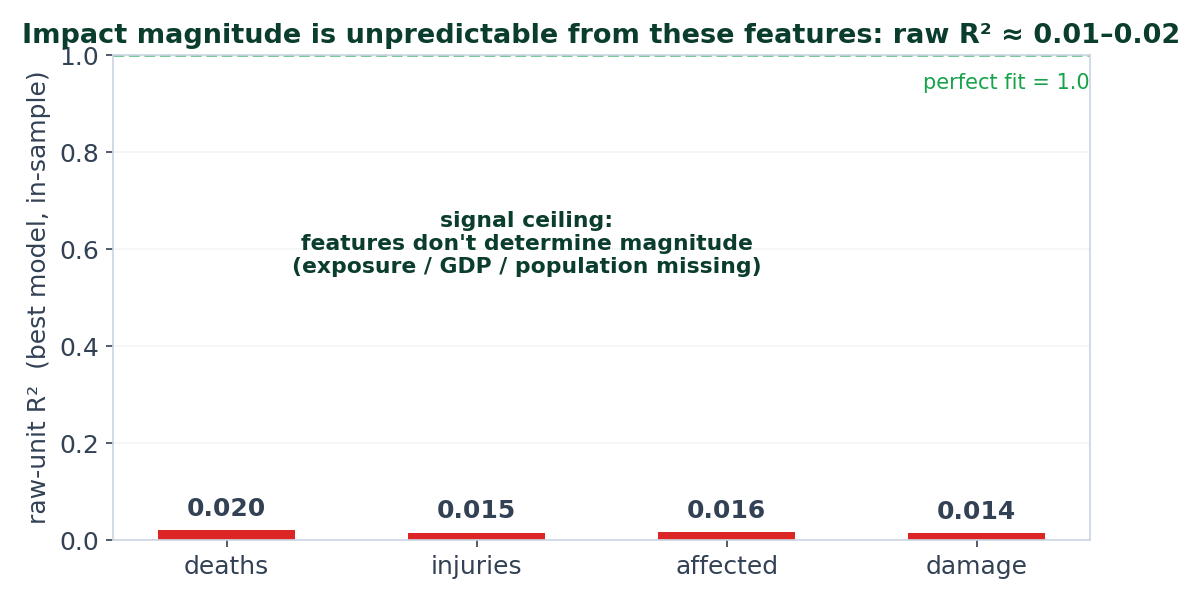 Impact magnitude is unpredictable from these features: raw R² ≈ 0.01–0.02
raw-unit R²  (best model, in-sample)
1.0
0.8
0.6
0.4
0.2
0.0
perfect fit = 1.0
signal ceiling:
features don't determine magnitude
(exposure / GDP / population missing)
0.020
0.015
0.016
0.014
deaths
injuries
affected
damage